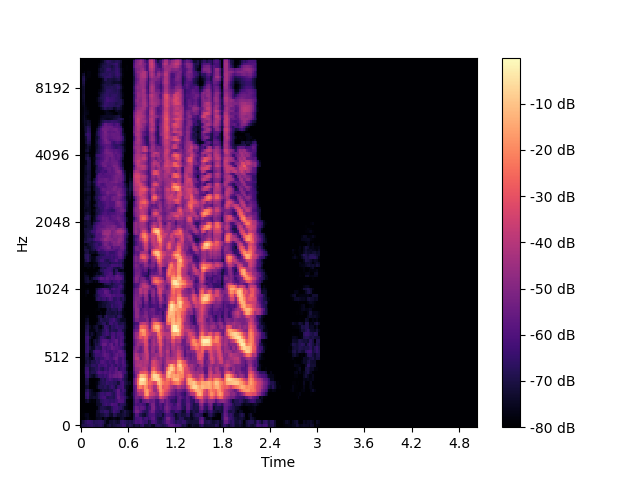 8192
4096
2048
1024
512
0
Hz
0 0.6 1.2 1.8 2.4 3 3.6 4.2 4.8
Time
-10 dB
-20 dB
-30 dB
-40 dB
-50 dB
-60 dB
-70 dB
-80 dB